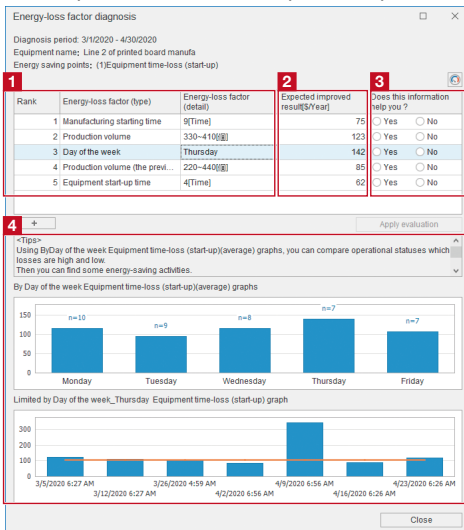 Energy-loss factor diagnosis
Diagnosis period: 3/1/2020 - 4/30/2020
Equipment name: Line 2 of printed board manufa
Energy saving points: (1)Equipment time-loss (start-up)
1 2 3
Rank Energy-loss factor (type) Energy-loss factor (detail) Expected improved result[$/Year] Does this information help you ?
1 Manufacturing starting time 9[Time] 75 Yes No
2 Production volume 330~410[個] 123 Yes No
3 Day of the week Thursday 142 Yes No
4 Production volume (the previ... 220~440[個] 85 Yes No
5 Equipment start-up time 4[Time] 62 Yes No
4 + Apply evaluation
<Tips>
Using ByDay of the week Equipment time-loss (start-up)(average) graphs, you can compare operational statuses which
losses are high and low.
Then you can find some energy-saving activities.
By Day of the week Equipment time-loss (start-up)(average) graphs
150
100
50
0
n=10 n=9 n=8 n=7 n=7
Monday Tuesday Wednesday Thursday Friday
Limited by Day of the week_Thursday Equipment time-loss (start-up) graph
300
200
100
0
3/5/2020 6:27 AM 3/26/2020 4:59 AM 4/9/2020 6:56 AM 4/23/2020 6:26 AM
3/12/2020 6:27 AM 4/2/2020 6:56 AM 4/16/2020 6:26 AM
Close